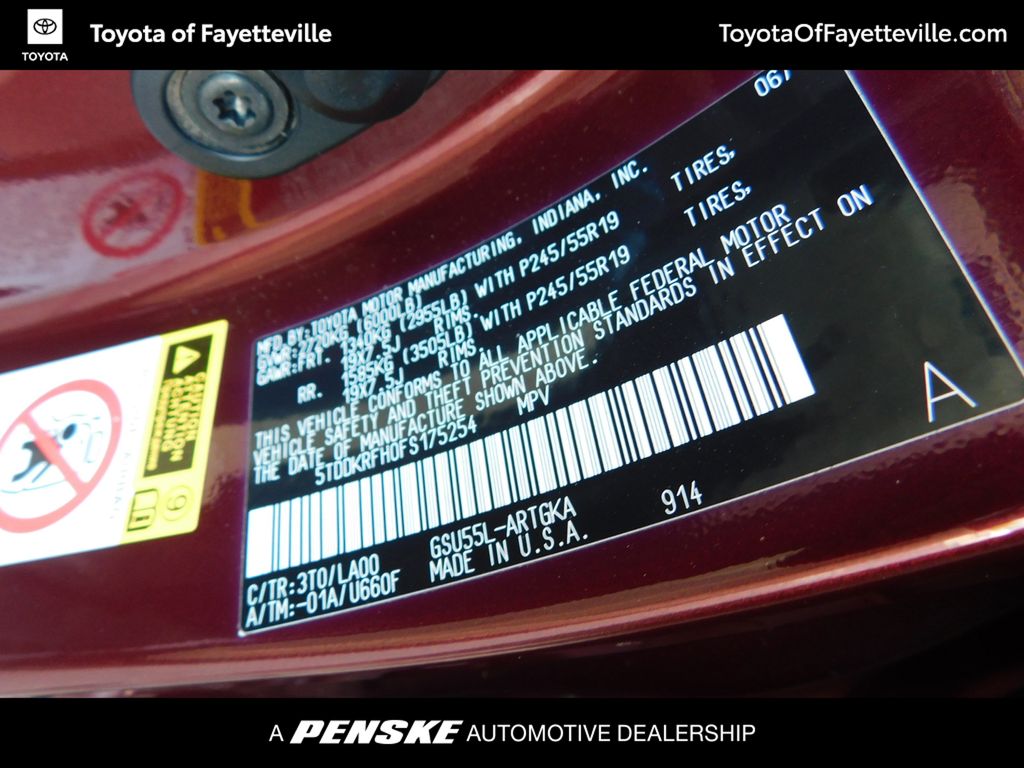 TOYOTA
Toyota of Fayetteville
ToyotaOfFayetteville.com
067
MFD.BY:TOYOTA MOTOR MANUFACTURING, INDIANA, INC.
GVWR:2720KG (6000LB)
GAWR:FRT. 1340KG (2955LB) WITH P245/55R19 TIRES,
19X7.5J RIMS,
RR. 1585KG (3505LB) WITH P245/55R19 TIRES,
19X7.5J RIMS,
THIS VEHICLE CONFORMS TO ALL APPLICABLE FEDERAL MOTOR
VEHICLE SAFETY AND THEFT PREVENTION STANDARDS IN EFFECT ON
THE DATE OF MANUFACTURE SHOWN ABOVE.
5TDDKRFH0FS175254 MPV
C/TR:3T0/LA00 GSU55L-ARTGKA 914
A/TM:-01A/U660F MADE IN U.S.A.
A
A PENSKE AUTOMOTIVE DEALERSHIP